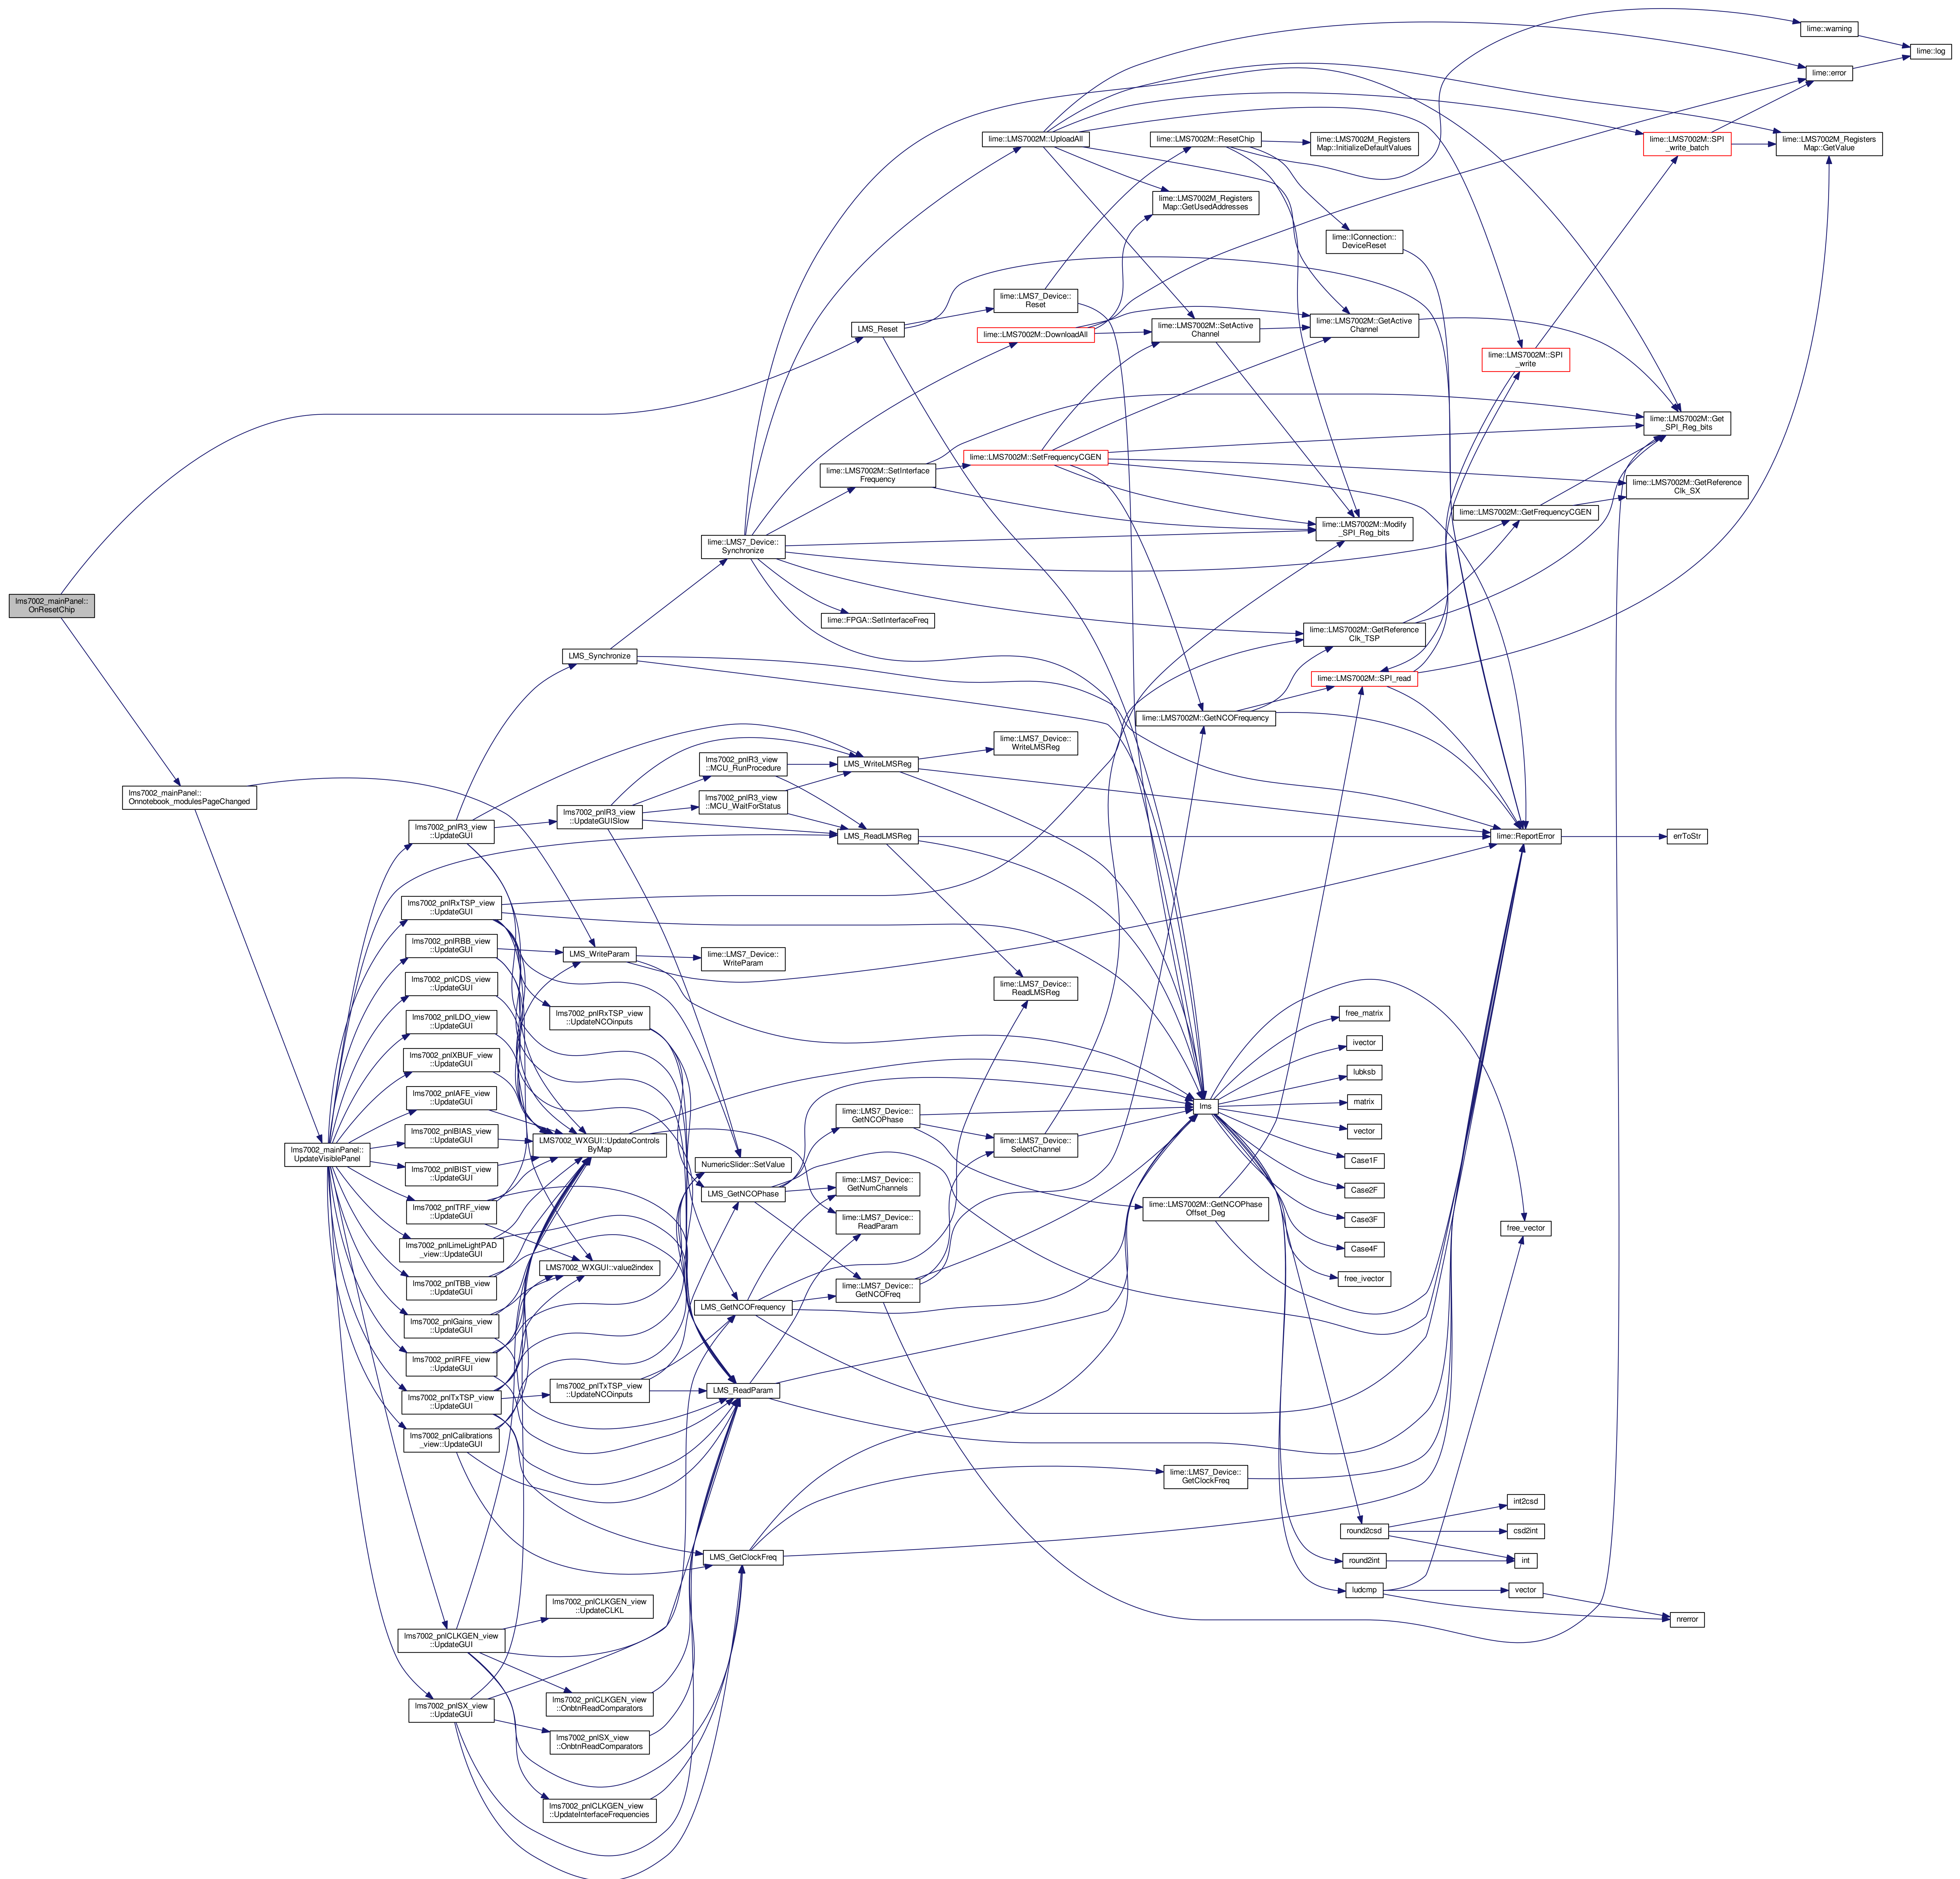 lime::warning
lime::log
lime::error
lime::LMS7002M::UploadAll
lime::LMS7002M::ResetChip
lime::LMS7002M_Registers
Map::InitializeDefaultValues
lime::LMS7002M::SPI
_write_batch
lime::LMS7002M_Registers
Map::GetValue
lime::LMS7002M_Registers
Map::GetUsedAddresses
lime::IConnection::
DeviceReset
lime::LMS7_Device::
Reset
LMS_Reset
lime::LMS7002M::DownloadAll
lime::LMS7002M::SetActive
Channel
lime::LMS7002M::GetActive
Channel
lime::LMS7002M::SPI
_write
lime::LMS7002M::Get
_SPI_Reg_bits
lime::LMS7002M::SetInterface
Frequency
lime::LMS7002M::SetFrequencyCGEN
lime::LMS7002M::GetReference
Clk_SX
lime::LMS7002M::GetFrequencyCGEN
lime::LMS7002M::Modify
_SPI_Reg_bits
lime::LMS7_Device::
Synchronize
lms7002_mainPanel::
OnResetChip
lime::FPGA::SetInterfaceFreq
lime::LMS7002M::GetReference
Clk_TSP
LMS_Synchronize
lime::LMS7002M::SPI_read
lime::LMS7002M::GetNCOFrequency
lime::LMS7_Device::
WriteLMSReg
lms7002_pnlR3_view
::MCU_RunProcedure
LMS_WriteLMSReg
lms7002_mainPanel::
Onnotebook_modulesPageChanged
lms7002_pnlR3_view
::MCU_WaitForStatus
lms7002_pnlR3_view
::UpdateGUISlow
lms7002_pnlR3_view
::UpdateGUI
LMS_ReadLMSReg
lime::ReportError
errToStr
lms7002_pnlRxTSP_view
::UpdateGUI
lms7002_pnlRBB_view
::UpdateGUI
LMS_WriteParam
lime::LMS7_Device::
WriteParam
lms7002_pnlCDS_view
::UpdateGUI
lime::LMS7_Device::
ReadLMSReg
lms7002_pnlLDO_view
::UpdateGUI
lms7002_pnlRxTSP_view
::UpdateNCOinputs
free_matrix
ivector
lms7002_pnlXBUF_view
::UpdateGUI
lubksb
lms7002_pnlAFE_view
::UpdateGUI
matrix
lms
lime::LMS7_Device::
GetNCOPhase
vector
lms7002_pnlBIAS_view
::UpdateGUI
LMS7002_WXGUI::UpdateControls
ByMap
lime::LMS7_Device::
SelectChannel
lms7002_mainPanel::
UpdateVisiblePanel
NumericSlider::SetValue
Case1F
lms7002_pnlBIST_view
::UpdateGUI
LMS_GetNCOPhase
lime::LMS7_Device::
GetNumChannels
Case2F
lms7002_pnlTRF_view
::UpdateGUI
lime::LMS7_Device::
ReadParam
lime::LMS7002M::GetNCOPhase
Offset_Deg
Case3F
free_vector
lms7002_pnlLimeLightPAD
_view::UpdateGUI
Case4F
LMS7002_WXGUI::value2index
free_ivector
lms7002_pnlTBB_view
::UpdateGUI
lime::LMS7_Device::
GetNCOFreq
LMS_GetNCOFrequency
lms7002_pnlGains_view
::UpdateGUI
lms7002_pnlRFE_view
::UpdateGUI
lms7002_pnlTxTSP_view
::UpdateNCOinputs
LMS_ReadParam
lms7002_pnlTxTSP_view
::UpdateGUI
lms7002_pnlCalibrations
_view::UpdateGUI
lime::LMS7_Device::
GetClockFreq
int2csd
round2csd
csd2int
LMS_GetClockFreq
round2int
int
ludcmp
vector
nrerror
lms7002_pnlCLKGEN_view
::UpdateCLKL
lms7002_pnlCLKGEN_view
::UpdateGUI
lms7002_pnlCLKGEN_view
::OnbtnReadComparators
lms7002_pnlSX_view
::UpdateGUI
lms7002_pnlSX_view
::OnbtnReadComparators
lms7002_pnlCLKGEN_view
::UpdateInterfaceFrequencies